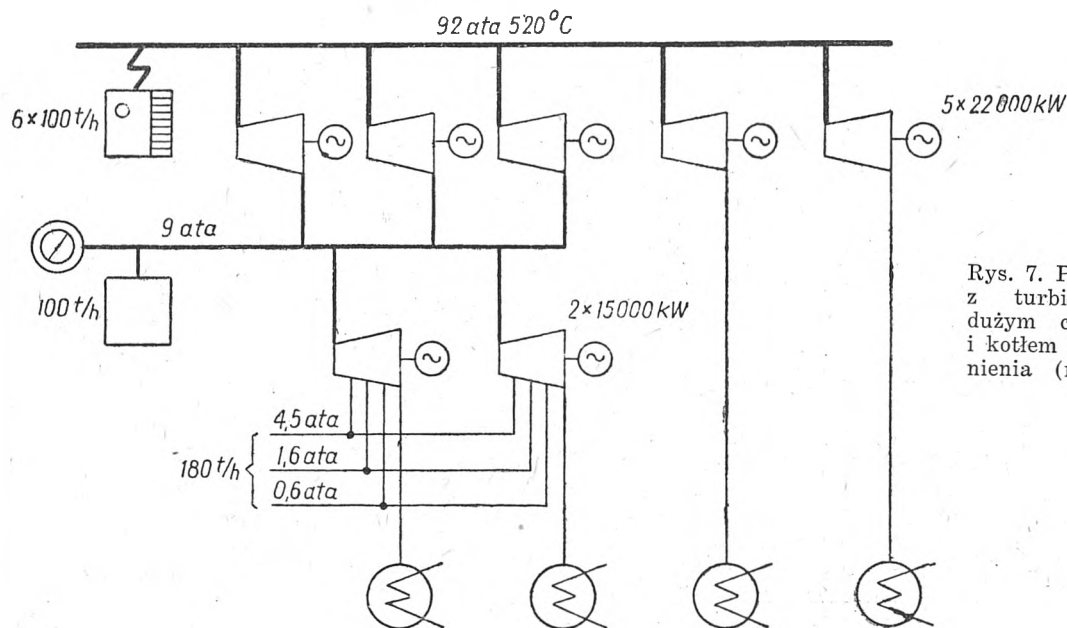 92 ata 520°C
6×100 t/h
5×22000 kW
9 ata
100 t/h
2×15000 kW
4,5 ata
180 t/h
1,6 ata
0,6 ata
Rys. 7. P
z turbi
dużym c
i kotłem
nienia (